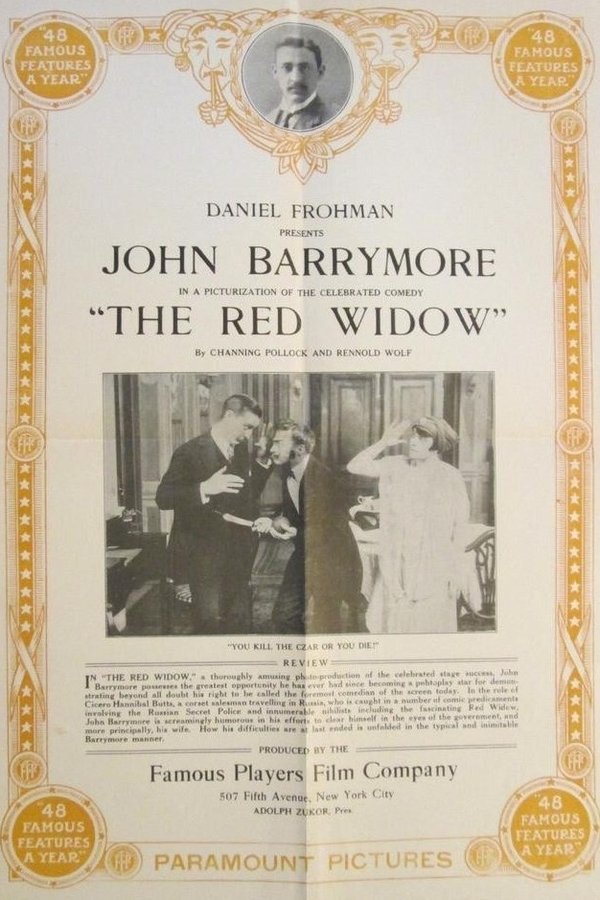 "48
FAMOUS
FEATURES
A YEAR"
"48
FAMOUS
FEATURES
A YEAR"
DANIEL FROHMAN
PRESENTS
JOHN BARRYMORE
IN A PICTURIZATION OF THE CELEBRATED COMEDY
"THE RED WIDOW"
By CHANNING POLLOCK AND RENNOLD WOLF
"YOU KILL THE CZAR OR YOU DIE!"
REVIEW
IN "THE RED WIDOW," a thoroughly amusing photo-production of the celebrated stage success, John
Barrymore possesses the greatest opportunity he has ever had since becoming a photoplay star for demon-
strating beyond all doubt his right to be called the foremost comedian of the screen today. In the role of
Cicero Hannibal Butts, a corset salesman travelling in Russia, who is caught in a number of comic predicaments
involving the Russian Secret Police and innumerable nihilists including the fascinating Red Widow,
John Barrymore is screamingly humorous in his efforts to clear himself in the eyes of the government, and
more principally, his wife. How his difficulties are at last ended is unfolded in the typical and inimitable
Barrymore manner.
PRODUCED BY THE
Famous Players Film Company
507 Fifth Avenue, New York City
ADOLPH ZUKOR, Pres.
"48
FAMOUS
FEATURES
A YEAR"
"48
FAMOUS
FEATURES
A YEAR"
PARAMOUNT PICTURES